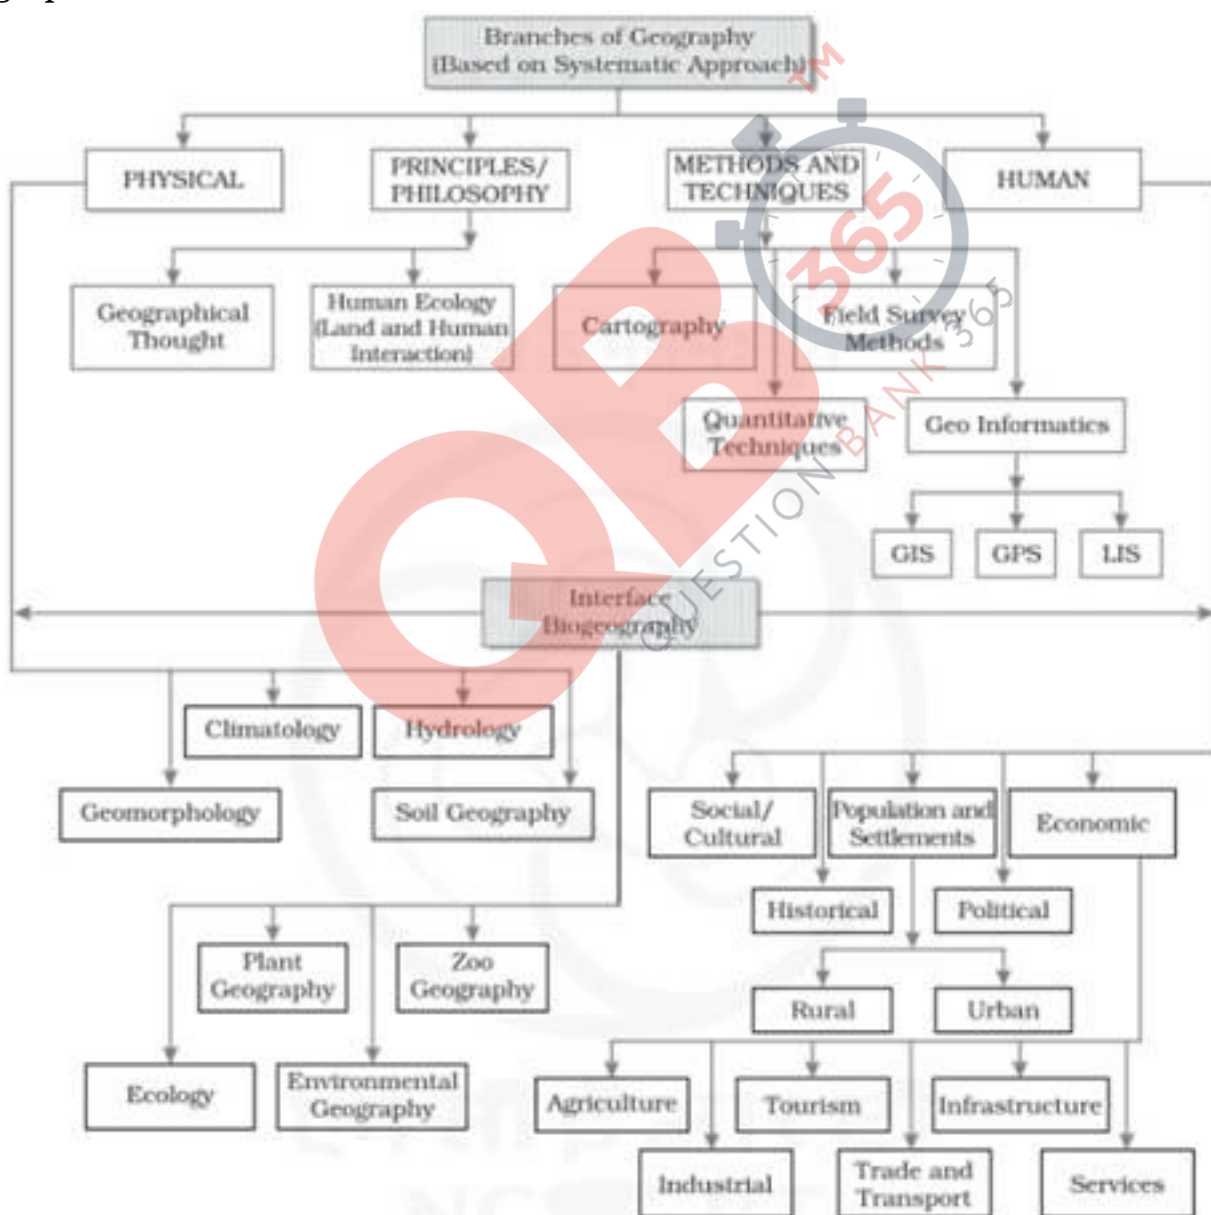 Branches of Geography
(Based on Systematic Approach)
TM
PHYSICAL
PRINCIPLES/
PHILOSOPHY
METHODS AND
TECHNIQUES
HUMAN
365
Geographical
Thought
Human Ecology
(Land and Human
Interaction)
Cartography
Field Survey
Methods
Quantitative
Techniques
Geo Informatics
GIS
GPS
LIS
QB
QUESTION BANK 365
Interface
Biogeography
Climatology
Hydrology
Geomorphology
Soil Geography
Social/
Cultural
Population and
Settlements
Economic
Historical
Political
Plant
Geography
Zoo
Geography
Rural
Urban
Ecology
Environmental
Geography
Agriculture
Tourism
Infrastructure
Industrial
Trade and
Transport
Services